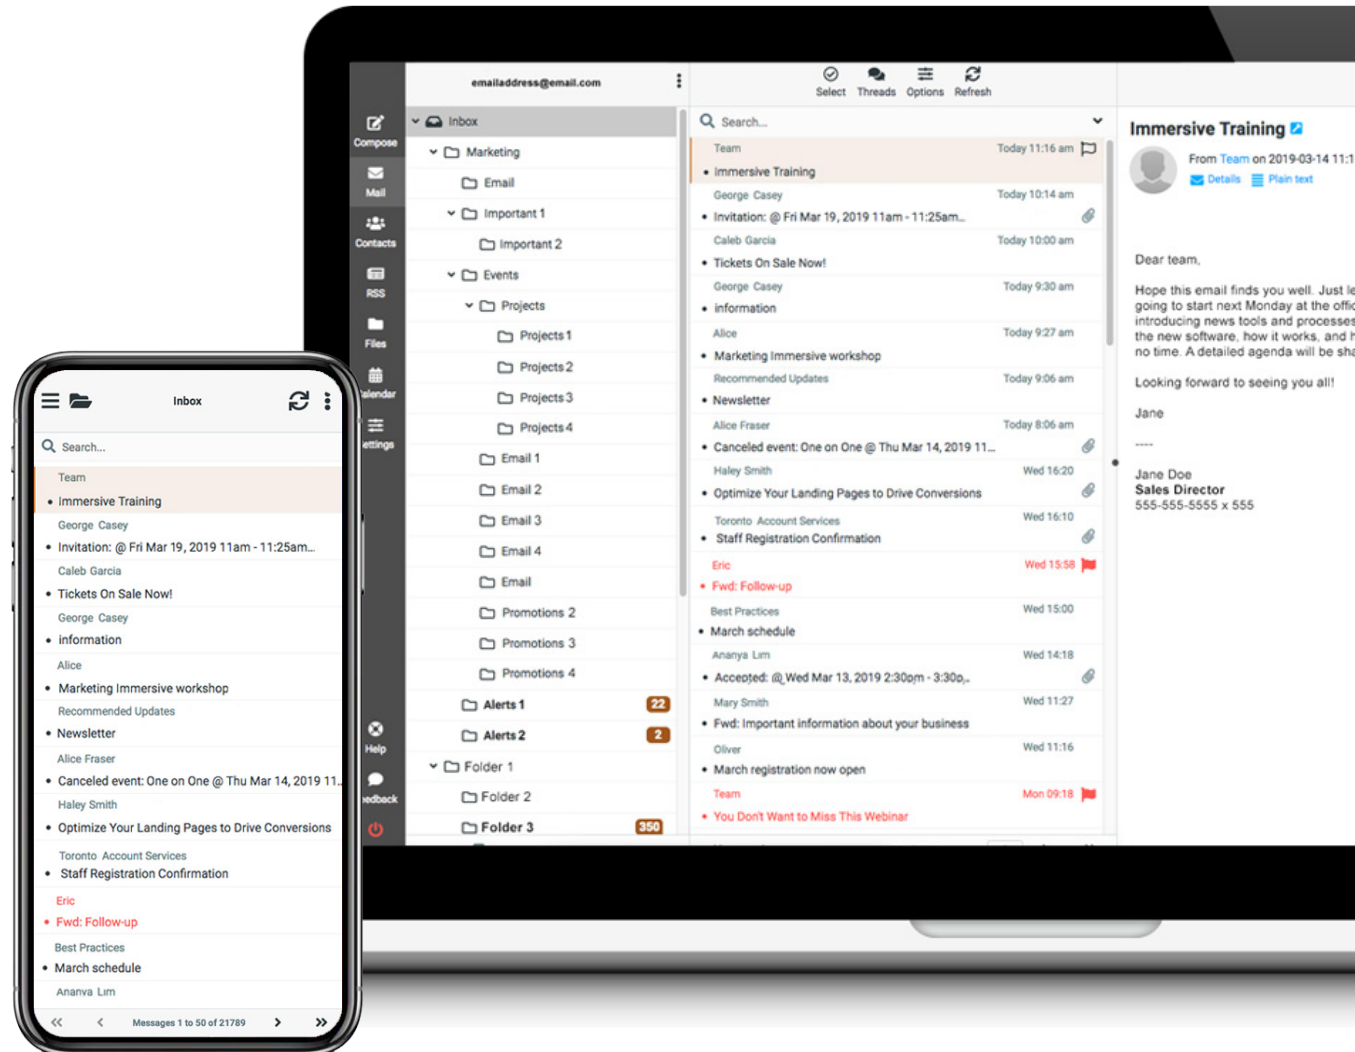 emailaddress@email.com
Select Threads Options Refresh
Compose
Mail
Contacts
RSS
Files
Calendar
Settings
Help
Feedback
Inbox
Marketing
Email
Important 1
Important 2
Events
Projects
Projects 1
Projects 2
Projects 3
Projects 4
Email 1
Email 2
Email 3
Email 4
Email
Promotions 2
Promotions 3
Promotions 4
Alerts 1 22
Alerts 2 2
Folder 1
Folder 2
Folder 3 350
Search...
Team Today 11:16 am
• Immersive Training
George Casey Today 10:14 am
• Invitation: @ Fri Mar 19, 2019 11am - 11:25am...
Caleb Garcia Today 10:00 am
• Tickets On Sale Now!
George Casey Today 9:30 am
• information
Alice Today 9:27 am
• Marketing Immersive workshop
Recommended Updates Today 9:06 am
• Newsletter
Alice Fraser Today 8:06 am
• Canceled event: One on One @ Thu Mar 14, 2019 11...
Haley Smith Wed 16:20
• Optimize Your Landing Pages to Drive Conversions
Toronto Account Services Wed 16:10
• Staff Registration Confirmation
Eric Wed 15:58
• Fwd: Follow-up
Best Practices Wed 15:00
• March schedule
Ananya Lim Wed 14:18
• Accepted: @ Wed Mar 13, 2019 2:30pm - 3:30p...
Mary Smith Wed 11:27
• Fwd: Important information about your business
Oliver Wed 11:16
• March registration now open
Team Mon 09:18
• You Don't Want to Miss This Webinar
Immersive Training
From Team on 2019-03-14 11:1
Details Plain text
Dear team,
Hope this email finds you well. Just le
going to start next Monday at the offic
introducing news tools and processes
the new software, how it works, and h
no time. A detailed agenda will be sha
Looking forward to seeing you all!
Jane
----
Jane Doe
Sales Director
555-555-5555 x 555
Inbox
Search...
Team
• Immersive Training
George Casey
• Invitation: @ Fri Mar 19, 2019 11am - 11:25am...
Caleb Garcia
• Tickets On Sale Now!
George Casey
• information
Alice
• Marketing Immersive workshop
Recommended Updates
• Newsletter
Alice Fraser
• Canceled event: One on One @ Thu Mar 14, 2019 11..
Haley Smith
• Optimize Your Landing Pages to Drive Conversions
Toronto Account Services
• Staff Registration Confirmation
Eric
• Fwd: Follow-up
Best Practices
• March schedule
Ananya Lim
Messages 1 to 50 of 21789